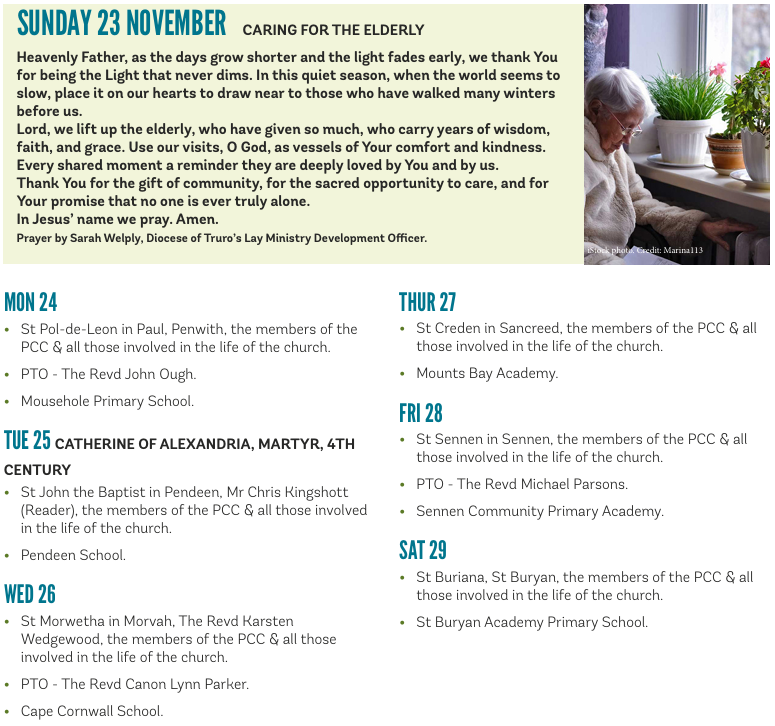 SUNDAY 23 NOVEMBER CARING FOR THE ELDERLY
Heavenly Father, as the days grow shorter and the light fades early, we thank You
for being the Light that never dims. In this quiet season, when the world seems to
slow, place it on our hearts to draw near to those who have walked many winters
before us.
Lord, we lift up the elderly, who have given so much, who carry years of wisdom,
faith, and grace. Use our visits, O God, as vessels of Your comfort and kindness.
Every shared moment a reminder they are deeply loved by You and by us.
Thank You for the gift of community, for the sacred opportunity to care, and for
Your promise that no one is ever truly alone.
In Jesus’ name we pray. Amen.
Prayer by Sarah Welply, Diocese of Truro’s Lay Ministry Development Officer.
iStock photo, Credit: Marina113
MON 24
• St Pol-de-Leon in Paul, Penwith, the members of the
PCC & all those involved in the life of the church.
• PTO - The Revd John Ough.
• Mousehole Primary School.
TUE 25 CATHERINE OF ALEXANDRIA, MARTYR, 4TH
CENTURY
• St John the Baptist in Pendeen, Mr Chris Kingshott
(Reader), the members of the PCC & all those involved
in the life of the church.
• Pendeen School.
WED 26
• St Morwetha in Morvah, The Revd Karsten
Wedgewood, the members of the PCC & all those
involved in the life of the church.
• PTO - The Revd Canon Lynn Parker.
• Cape Cornwall School.
THUR 27
• St Creden in Sancreed, the members of the PCC & all
those involved in the life of the church.
• Mounts Bay Academy.
FRI 28
• St Sennen in Sennen, the members of the PCC & all
those involved in the life of the church.
• PTO - The Revd Michael Parsons.
• Sennen Community Primary Academy.
SAT 29
• St Buriana, St Buryan, the members of the PCC & all
those involved in the life of the church.
• St Buryan Academy Primary School.